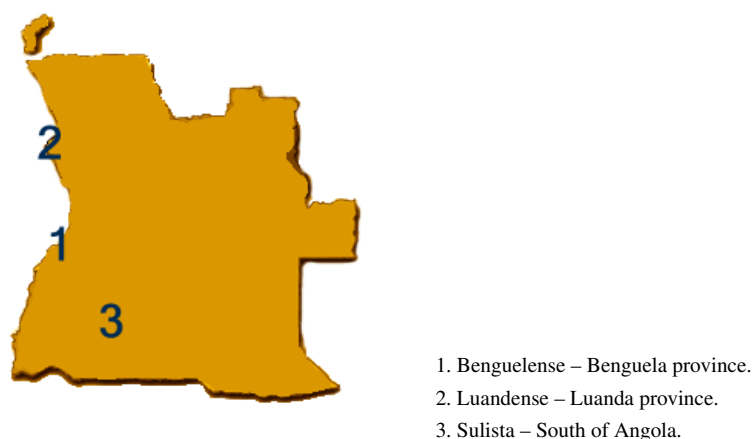 2
1
3
1. Benguelense – Benguela province.
2. Luandense – Luanda province.
3. Sulista – South of Angola.